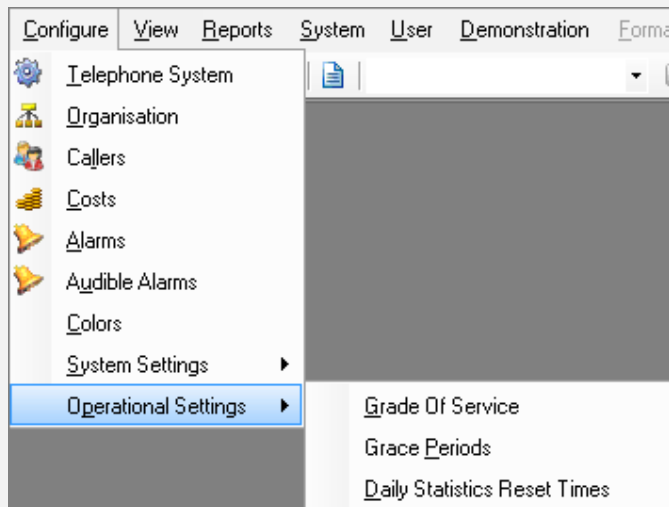 Configure View Reports System User Demonstration
Telephone System
Organisation
Callers
Costs
Alarms
Audible Alarms
Colors
System Settings
Operational Settings
Grade Of Service
Grace Periods
Daily Statistics Reset Times